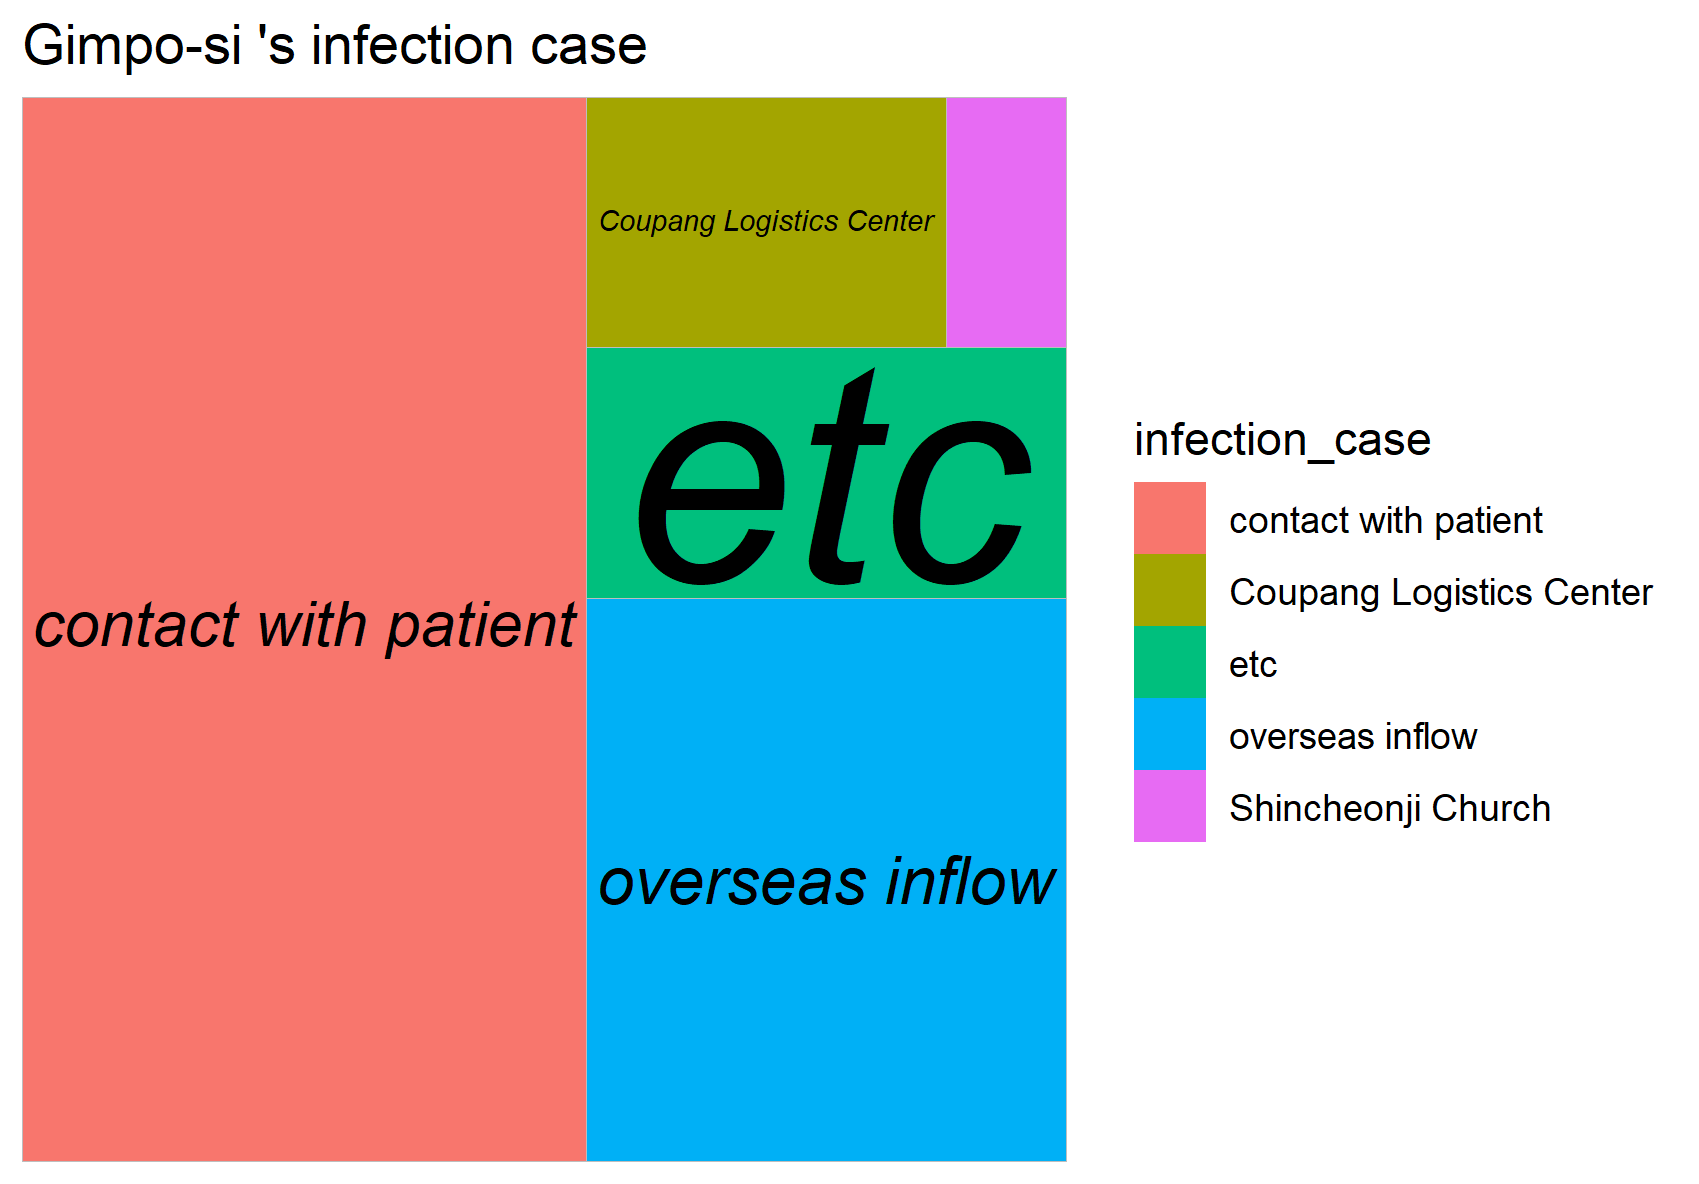 Gimpo-si 's infection case
Coupang Logistics Center
etc
contact with patient
overseas inflow
infection_case
contact with patient
Coupang Logistics Center
etc
overseas inflow
Shincheonji Church